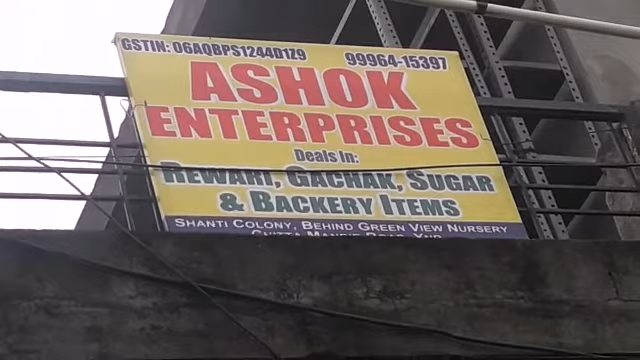 GSTIN: 06AQBPS1244D1Z9 99964-15397
ASHOK
ENTERPRISES
Deals In:
REWARI, GACHAK, SUGAR
& BACKERY ITEMS
SHANTI COLONY, BEHIND GREEN VIEW NURSERY